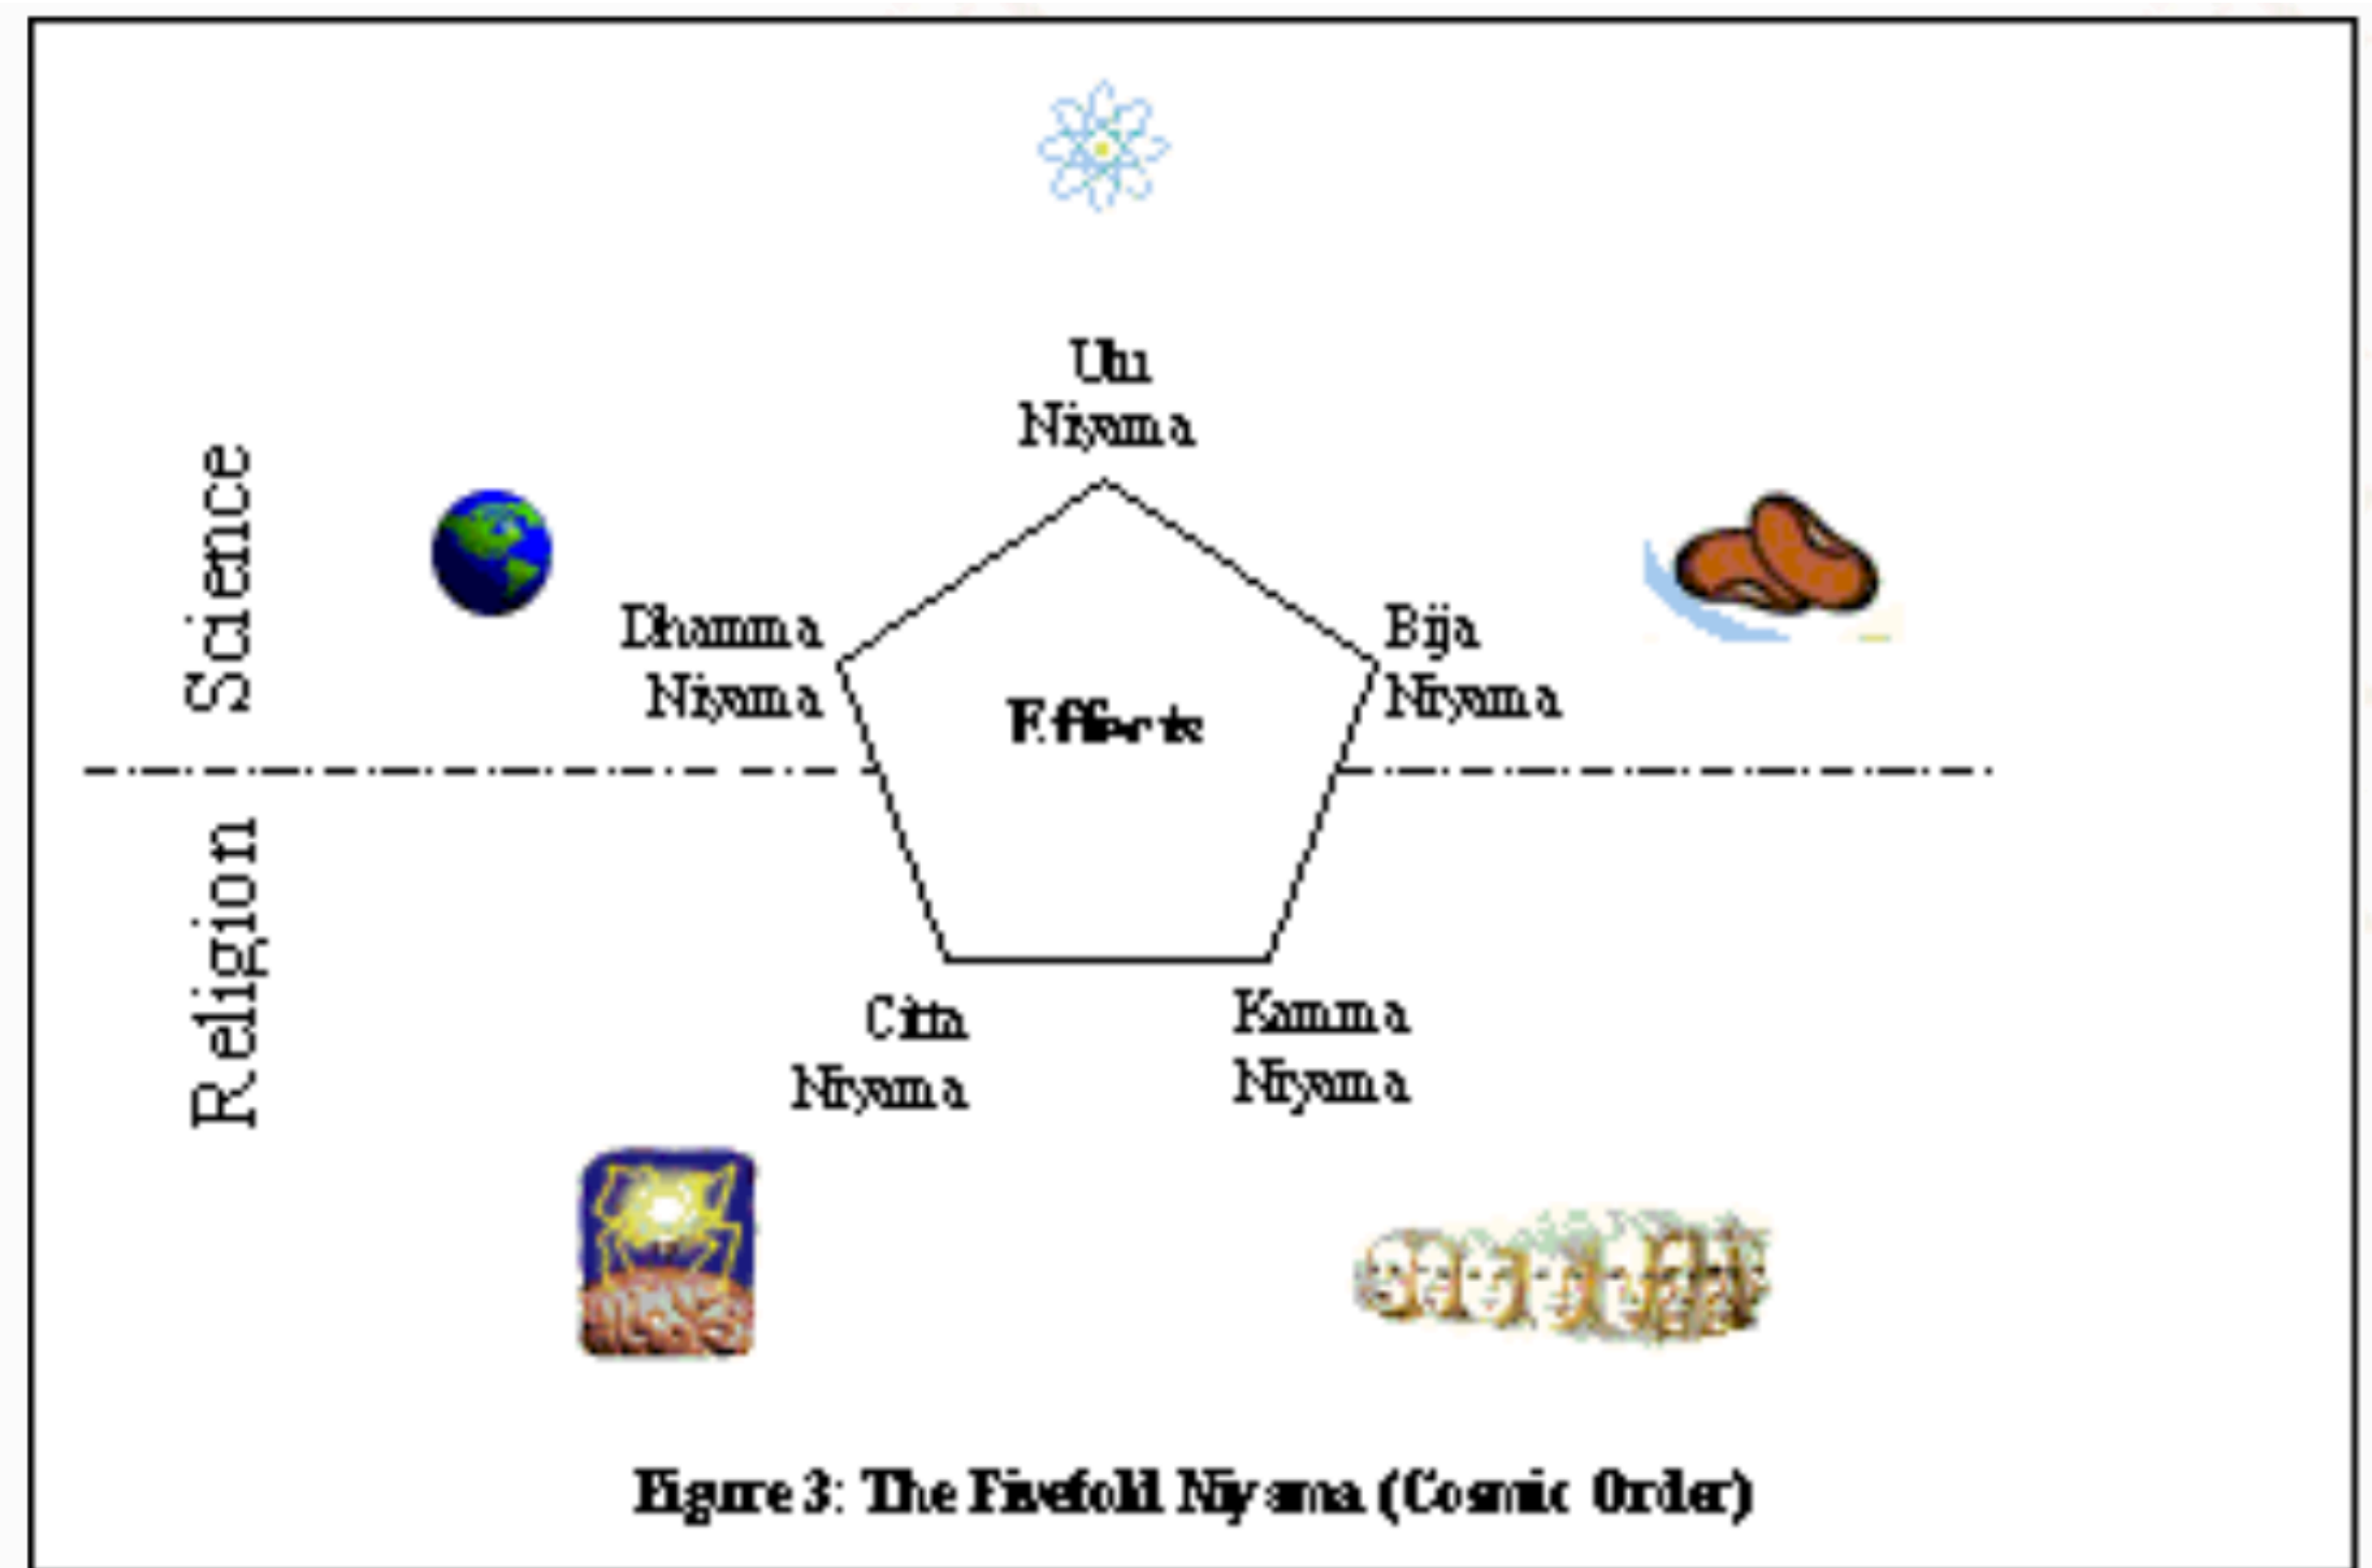 Utu
Niyama
Science
Dhamma
Niyama
Bija
Niyama
Effects
Religion
Citta
Niyama
Kamma
Niyama
Figure 3: The Fivefold Niyama (Cosmic Order)